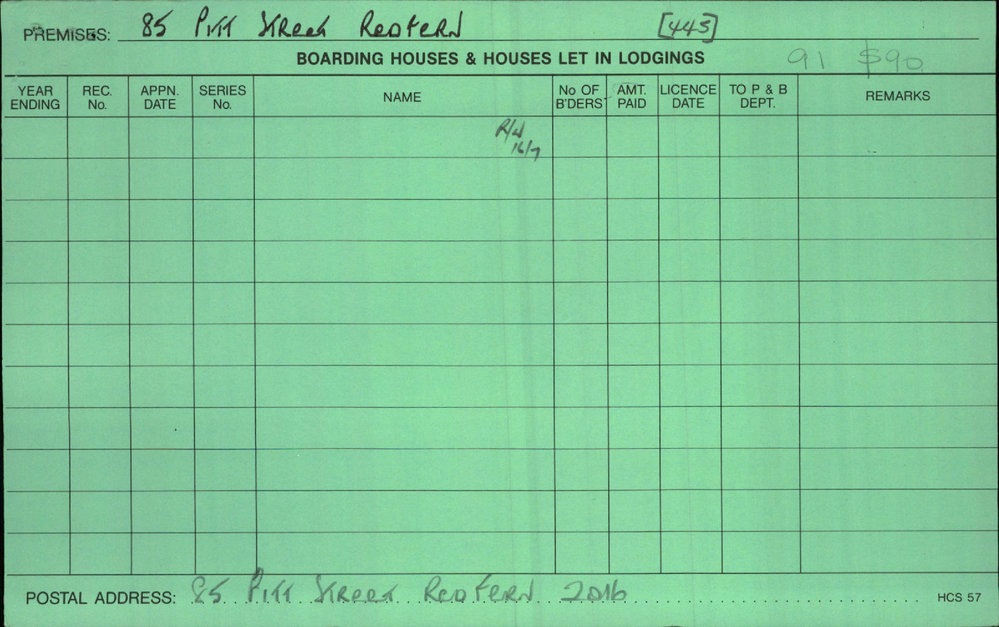 PREMISES: 85 Pitt Street Redfern [445]
BOARDING HOUSES & HOUSES LET IN LODGINGS 91 $90
YEAR ENDING REC. No. APPN. DATE SERIES No. NAME No OF B'DERS AMT. PAID LICENCE DATE TO P & B DEPT. REMARKS
16/7
POSTAL ADDRESS: 85 Pitt Street Redfern 2016 HCS 57